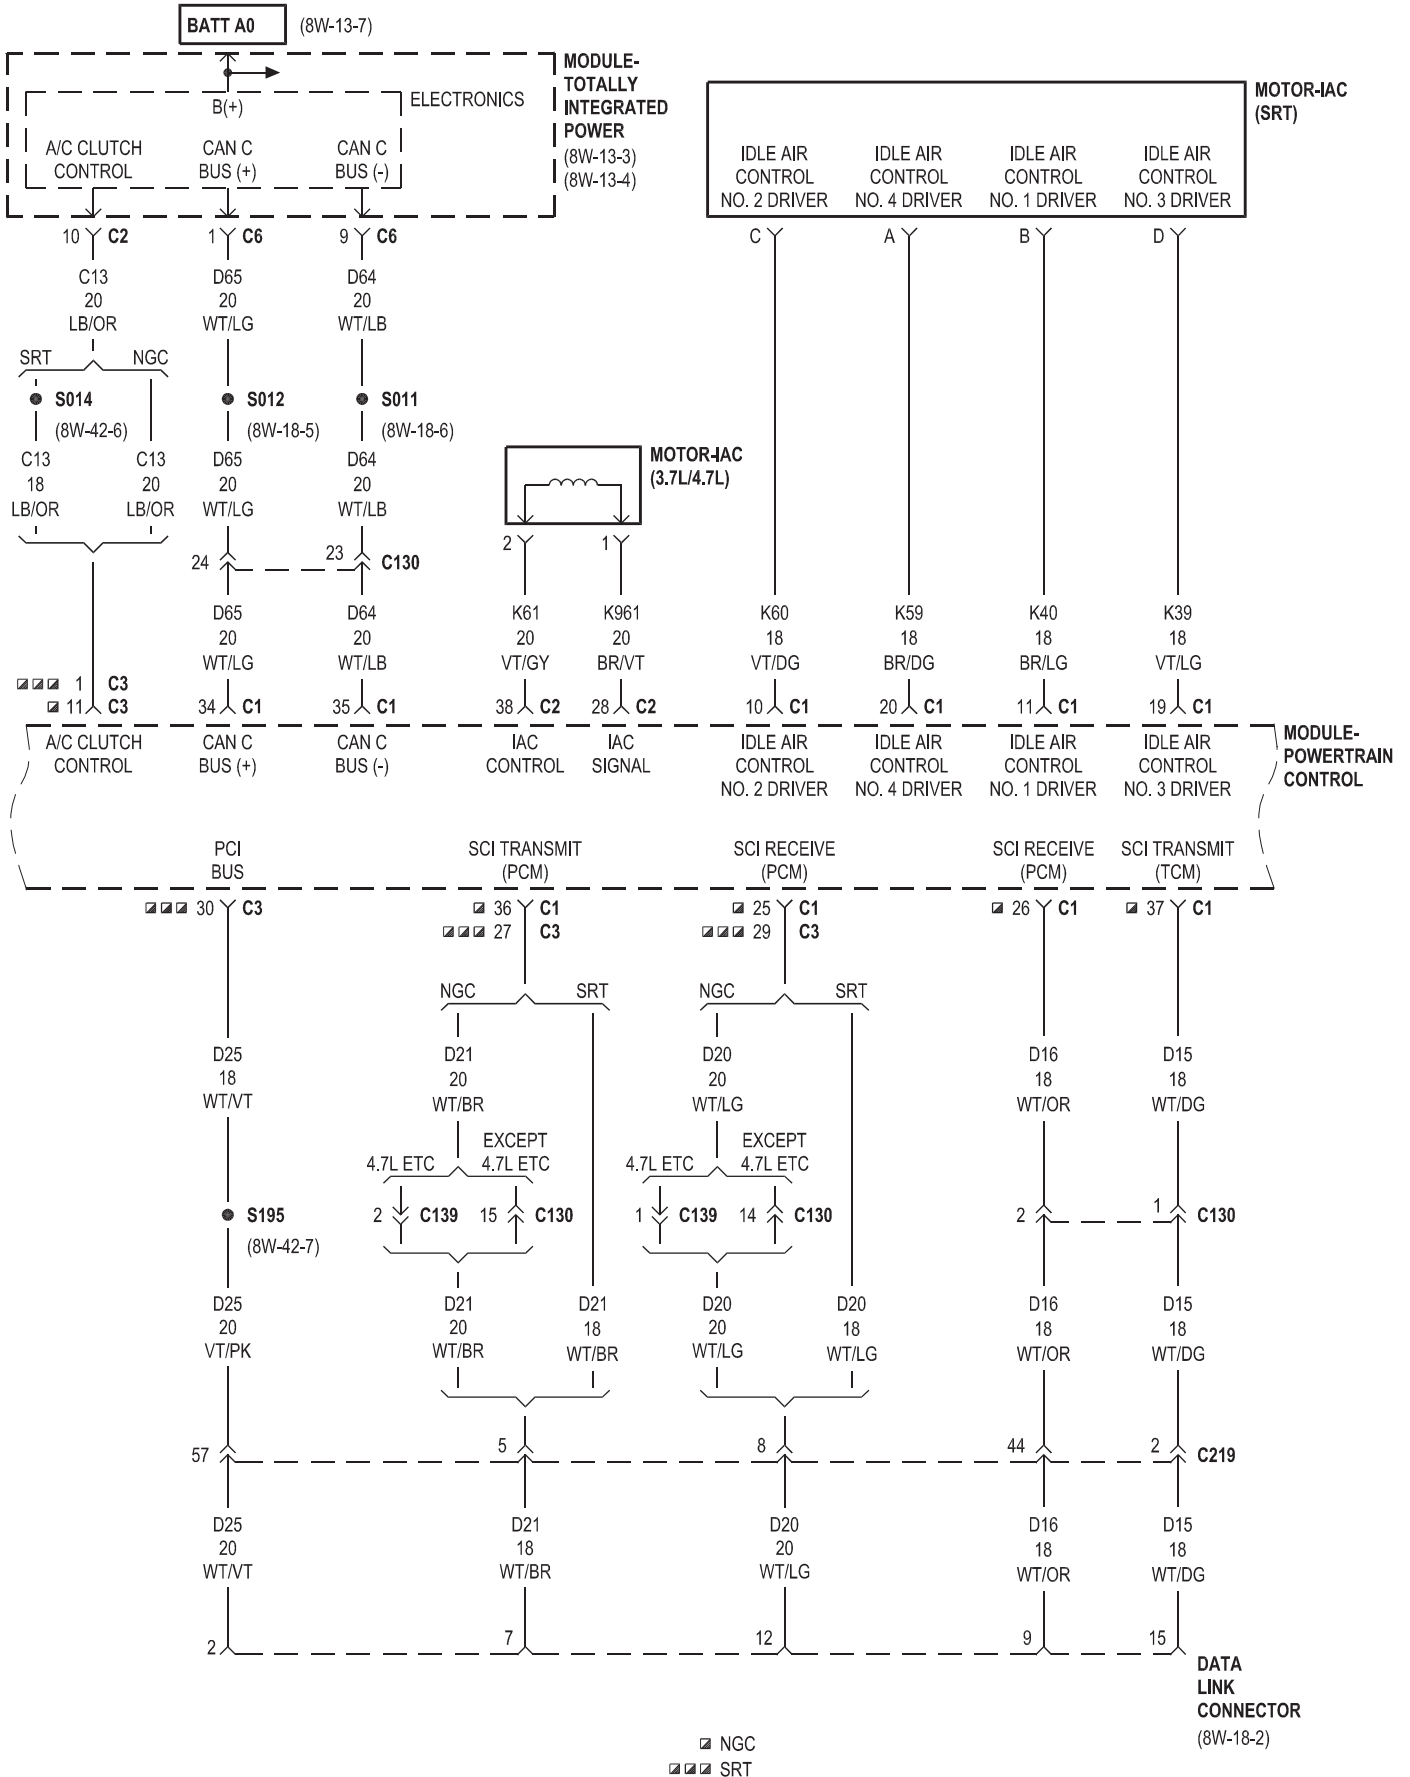 BATT A0 (8W-13-7)
MODULE-
TOTALLY
INTEGRATED
POWER
(8W-13-3)
(8W-13-4)
ELECTRONICS
B(+)
A/C CLUTCH
CONTROL
CAN C
BUS (+)
CAN C
BUS (-)
MOTOR-IAC
(SRT)
IDLE AIR
CONTROL
NO. 2 DRIVER
IDLE AIR
CONTROL
NO. 4 DRIVER
IDLE AIR
CONTROL
NO. 1 DRIVER
IDLE AIR
CONTROL
NO. 3 DRIVER
10 C2
1 C6
9 C6
C
A
B
D
C13
20
LB/OR
D65
20
WT/LG
D64
20
WT/LB
SRT
NGC
S014
(8W-42-6)
S012
(8W-18-5)
S011
(8W-18-6)
C13
18
LB/OR
C13
20
LB/OR
D65
20
WT/LG
D64
20
WT/LB
MOTOR-IAC
(3.7L/4.7L)
2
1
24
23
C130
D65
20
WT/LG
D64
20
WT/LB
K61
20
VT/GY
K961
20
BR/VT
K60
18
VT/DG
K59
18
BR/DG
K40
18
BR/LG
K39
18
VT/LG
1 C3
11 C3
34 C1
35 C1
38 C2
28 C2
10 C1
20 C1
11 C1
19 C1
A/C CLUTCH
CONTROL
CAN C
BUS (+)
CAN C
BUS (-)
IAC
CONTROL
IAC
SIGNAL
IDLE AIR
CONTROL
NO. 2 DRIVER
IDLE AIR
CONTROL
NO. 4 DRIVER
IDLE AIR
CONTROL
NO. 1 DRIVER
IDLE AIR
CONTROL
NO. 3 DRIVER
MODULE-
POWERTRAIN
CONTROL
PCI
BUS
SCI TRANSMIT
(PCM)
SCI RECEIVE
(PCM)
SCI RECEIVE
(PCM)
SCI TRANSMIT
(TCM)
30 C3
36 C1
27 C3
25 C1
29 C3
26 C1
37 C1
NGC
SRT
NGC
SRT
D25
18
WT/VT
D21
20
WT/BR
D20
20
WT/LG
D16
18
WT/OR
D15
18
WT/DG
4.7L ETC
EXCEPT
4.7L ETC
4.7L ETC
EXCEPT
4.7L ETC
S195
(8W-42-7)
2 C139
15 C130
1 C139
14 C130
2
1
C130
D25
20
VT/PK
D21
20
WT/BR
D21
18
WT/BR
D20
20
WT/LG
D20
18
WT/LG
D16
18
WT/OR
D15
18
WT/DG
57
5
8
44
2
C219
D25
20
WT/VT
D21
18
WT/BR
D20
20
WT/LG
D16
18
WT/OR
D15
18
WT/DG
2
7
12
9
15
DATA
LINK
CONNECTOR
(8W-18-2)
NGC
SRT